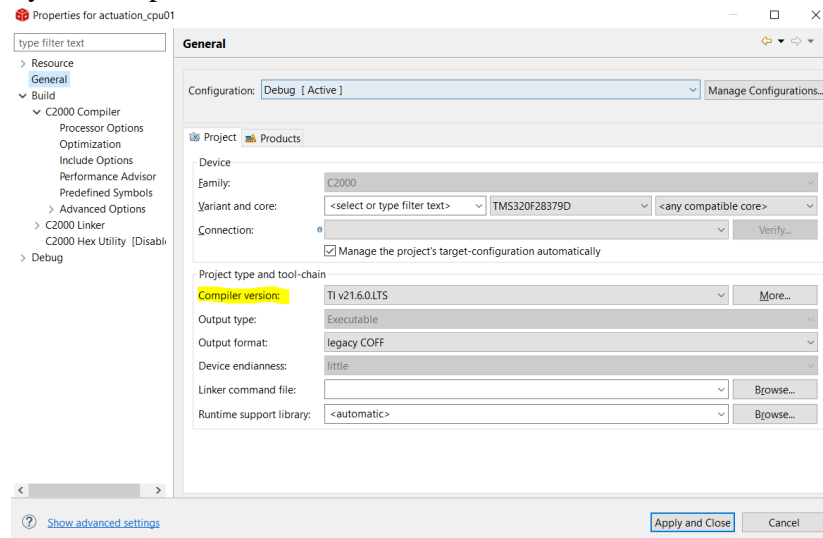 Properties for actuation_cpu01
type filter text
Resource
General
Build
C2000 Compiler
Processor Options
Optimization
Include Options
Performance Advisor
Predefined Symbols
Advanced Options
C2000 Linker
C2000 Hex Utility [Disable
Debug
General
Configuration: Debug [ Active ] Manage Configurations...
Project Products
Device
Family: C2000
Variant and core: <select or type filter text> TMS320F28379D <any compatible core>
Connection: Verify...
Manage the project's target-configuration automatically
Project type and tool-chain
Compiler version: TI v21.6.0.LTS More...
Output type: Executable
Output format: legacy COFF
Device endianness: little
Linker command file: Browse...
Runtime support library: <automatic> Browse...
Show advanced settings
Apply and Close Cancel